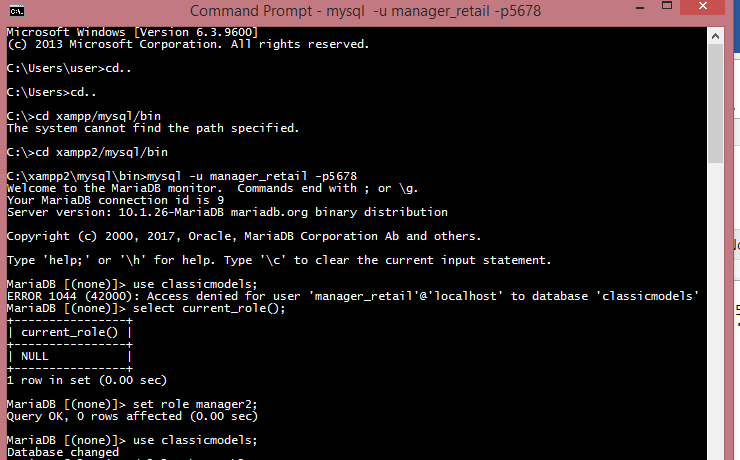 Command Prompt - mysql -u manager_retail -p5678
Microsoft Windows [Version 6.3.9600]
(c) 2013 Microsoft Corporation. All rights reserved.
C:\Users\user>cd..
C:\Users>cd..
C:\>cd xampp/mysql/bin
The system cannot find the path specified.
C:\>cd xampp2/mysql/bin
C:\xampp2\mysql\bin>mysql -u manager_retail -p5678
Welcome to the MariaDB monitor.  Commands end with ; or \g.
Your MariaDB connection id is 9
Server version: 10.1.26-MariaDB mariadb.org binary distribution
Copyright (c) 2000, 2017, Oracle, MariaDB Corporation Ab and others.
Type 'help;' or '\h' for help. Type '\c' to clear the current input statement.
MariaDB [(none)]> use classicmodels;
ERROR 1044 (42000): Access denied for user 'manager_retail'@'localhost' to database 'classicmodels'
MariaDB [(none)]> select current_role();
+----------------+
| current_role() |
+----------------+
| NULL           |
+----------------+
1 row in set (0.00 sec)
MariaDB [(none)]> set role manager2;
Query OK, 0 rows affected (0.00 sec)
MariaDB [(none)]> use classicmodels;
Database changed